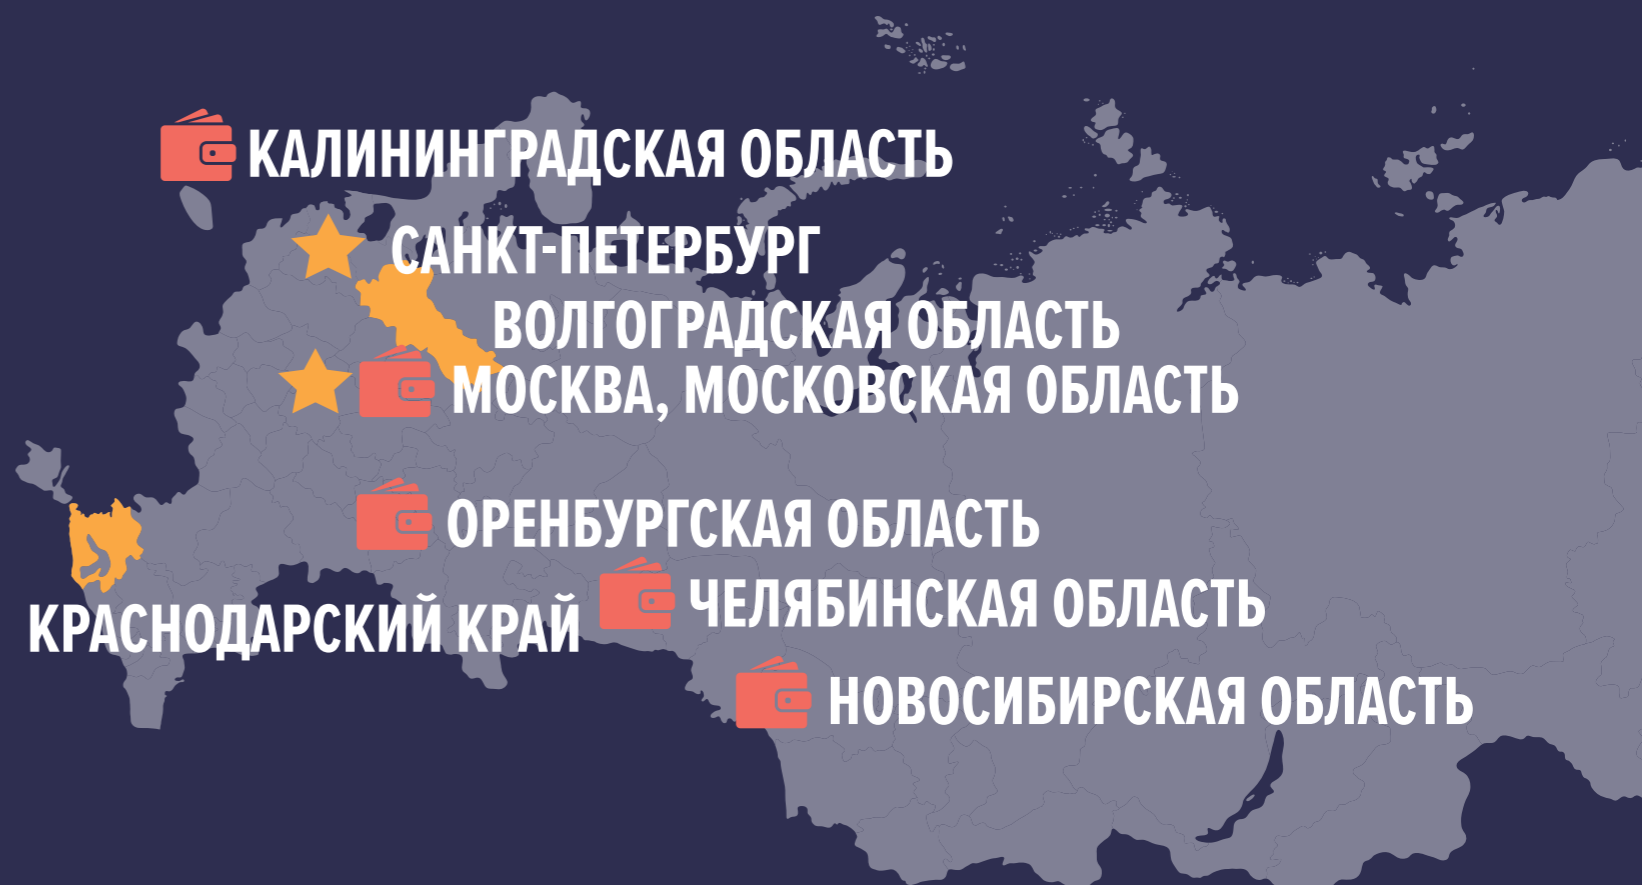 КАЛИНИНГРАДСКАЯ ОБЛАСТЬ
САНКТ-ПЕТЕРБУРГ
ВОЛГОГРАДСКАЯ ОБЛАСТЬ
МОСКВА, МОСКОВСКАЯ ОБЛАСТЬ
ОРЕНБУРГСКАЯ ОБЛАСТЬ
ЧЕЛЯБИНСКАЯ ОБЛАСТЬ
КРАСНОДАРСКИЙ КРАЙ
НОВОСИБИРСКАЯ ОБЛАСТЬ